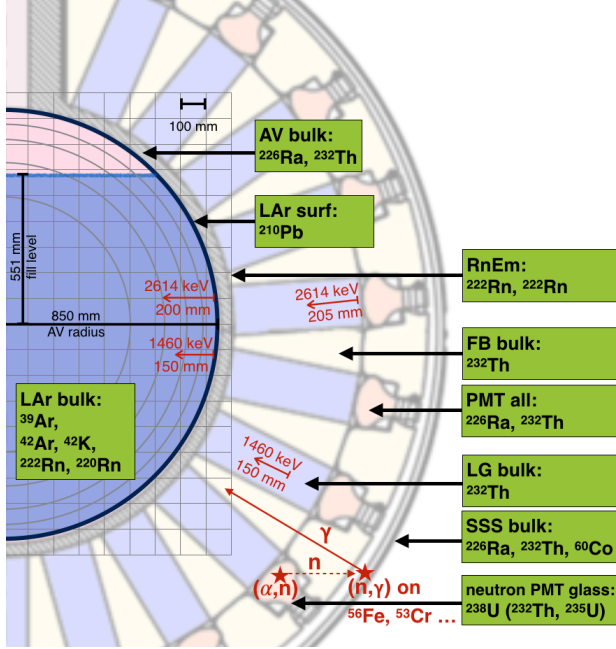 100 mm
AV bulk:
²²⁶Ra, ²³²Th
LAr surf:
²¹⁰Pb
551 mm
fill level
RnEm:
²²²Rn, ²²²Rn
2614 keV
200 mm
2614 keV
205 mm
850 mm
AV radius
FB bulk:
²³²Th
1460 keV
150 mm
LAr bulk:
³⁹Ar,
⁴²Ar, ⁴²K,
²²²Rn, ²²⁰Rn
PMT all:
²²⁶Ra, ²³²Th
1460 keV
150 mm
LG bulk:
²³²Th
SSS bulk:
²²⁶Ra, ²³²Th, ⁶⁰Co
γ
n
(α,n)
(n,γ) on
⁵⁶Fe, ⁵³Cr ...
neutron PMT glass:
²³⁸U (²³²Th, ²³⁵U)